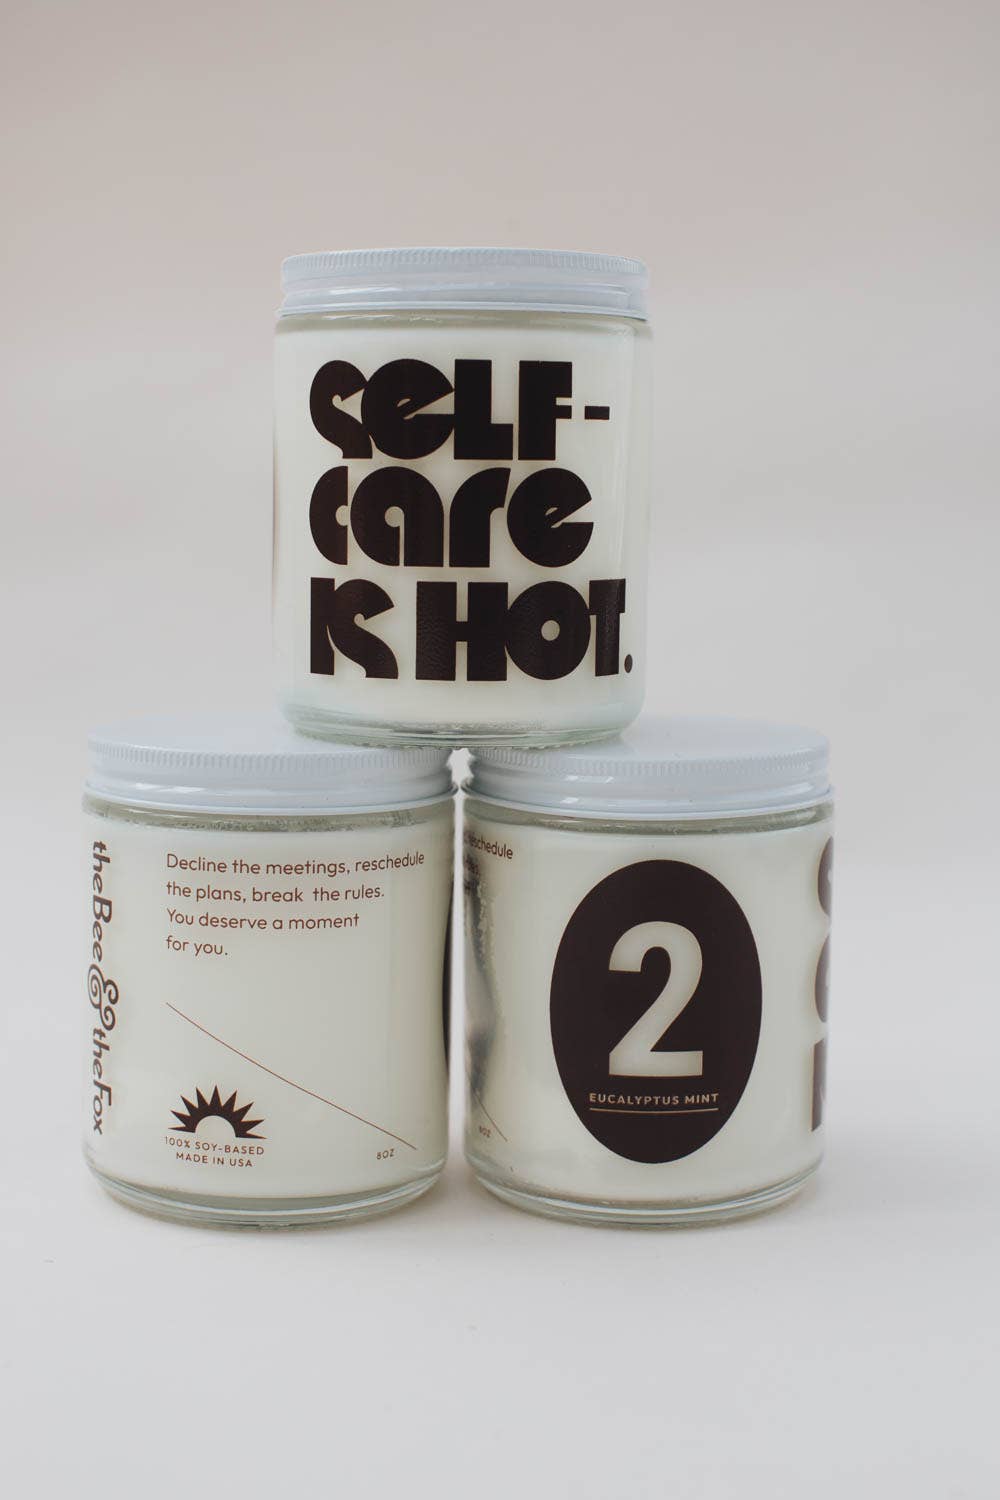 SELF-
Care
IS HOT.
theBee&theFox
Decline the meetings, reschedule
the plans, break the rules.
You deserve a moment
for you.
100% SOY-BASED
MADE IN USA
8OZ
reschedule
8OZ
2
EUCALYPTUS MINT